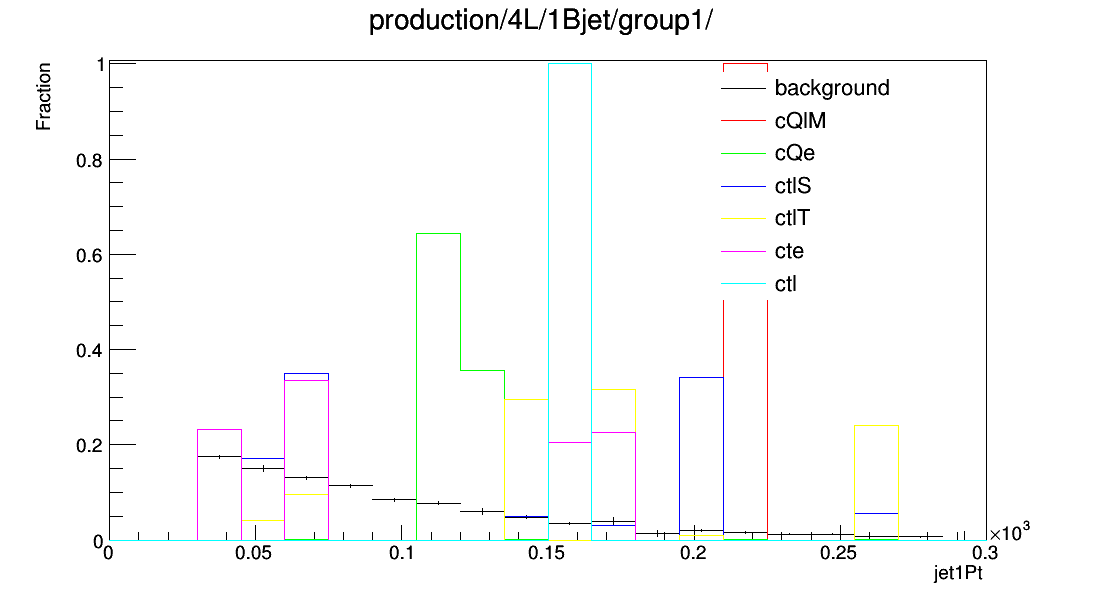 production/4L/1Bjet/group1/
Fraction
1
0.8
0.6
0.4
0.2
0
background
cQlM
cQe
ctlS
ctlT
cte
ctl
0 0.05 0.1 0.15 0.2 0.25 0.3
×10³
jet1Pt